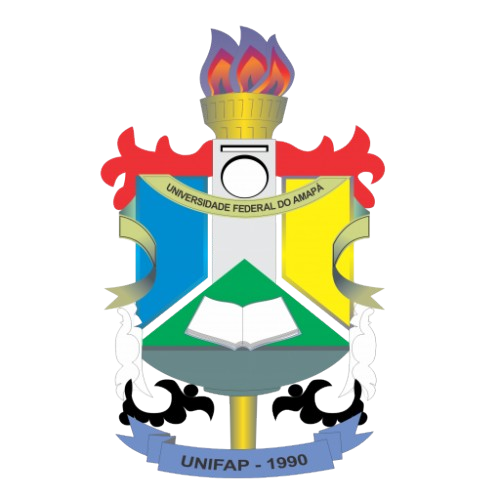 UNIVERSIDADE FEDERAL DO AMAPÁ
UNIFAP - 1990